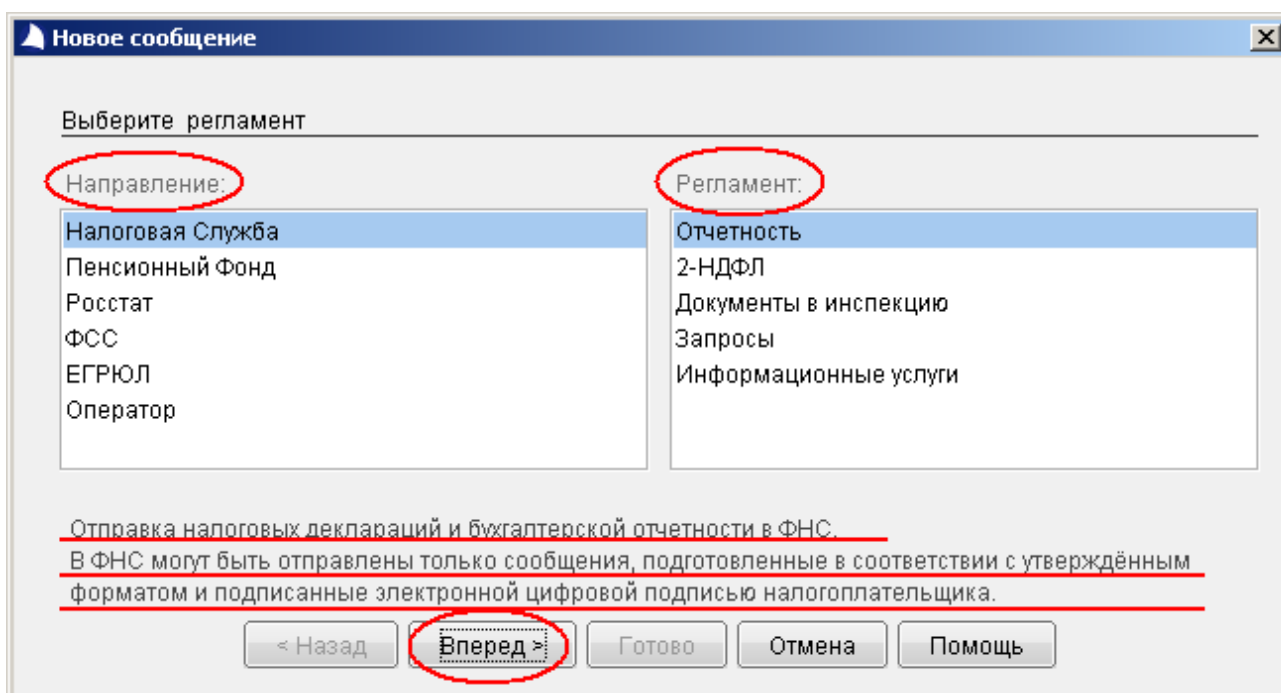 Новое сообщение
Выберите регламент
Направление:
Регламент:
Налоговая Служба
Пенсионный Фонд
Росстат
ФСС
ЕГРЮЛ
Оператор
Отчетность
2-НДФЛ
Документы в инспекцию
Запросы
Информационные услуги
Отправка налоговых деклараций и бухгалтерской отчетности в ФНС.
В ФНС могут быть отправлены только сообщения, подготовленные в соответствии с утверждённым
форматом и подписанные электронной цифровой подписью налогоплательщика.
< Назад Вперед > Готово Отмена Помощь